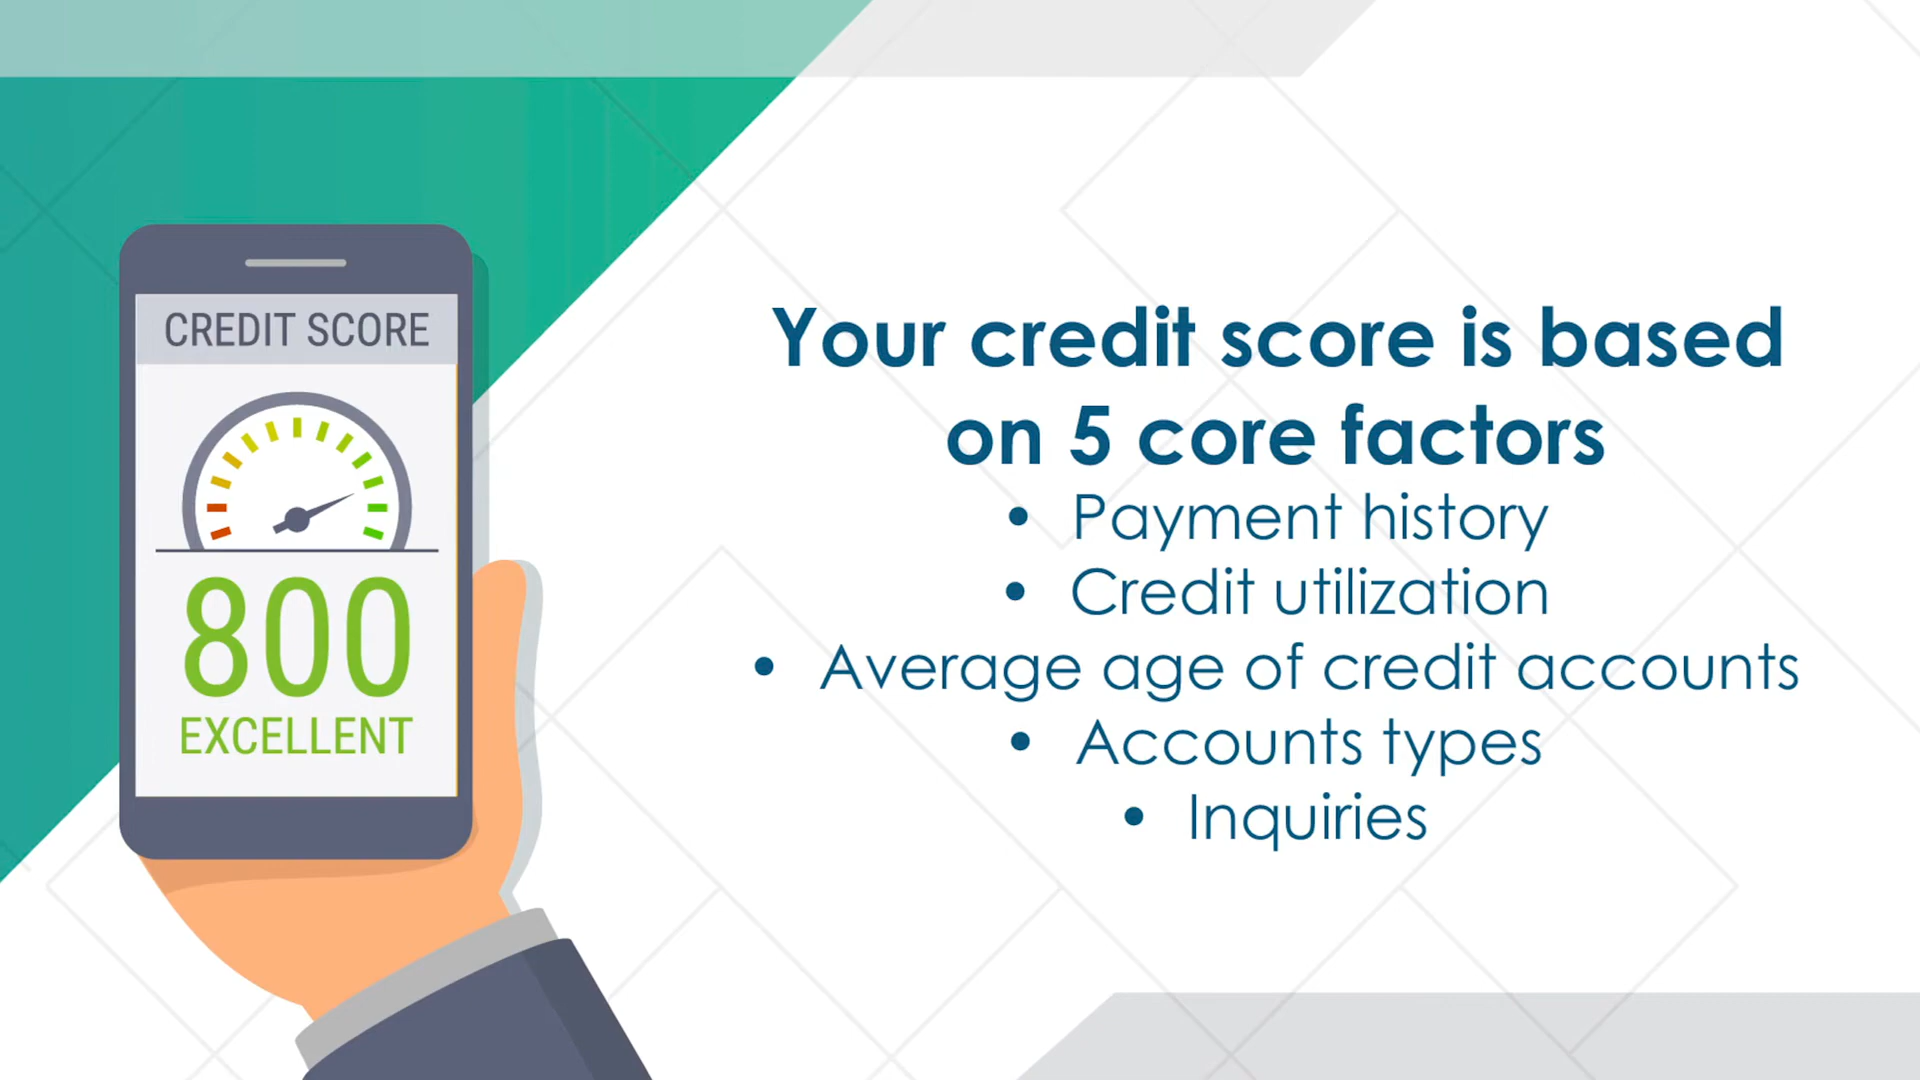 CREDIT SCORE
800
EXCELLENT
Your credit score is based
on 5 core factors
• Payment history
• Credit utilization
• Average age of credit accounts
• Accounts types
• Inquiries